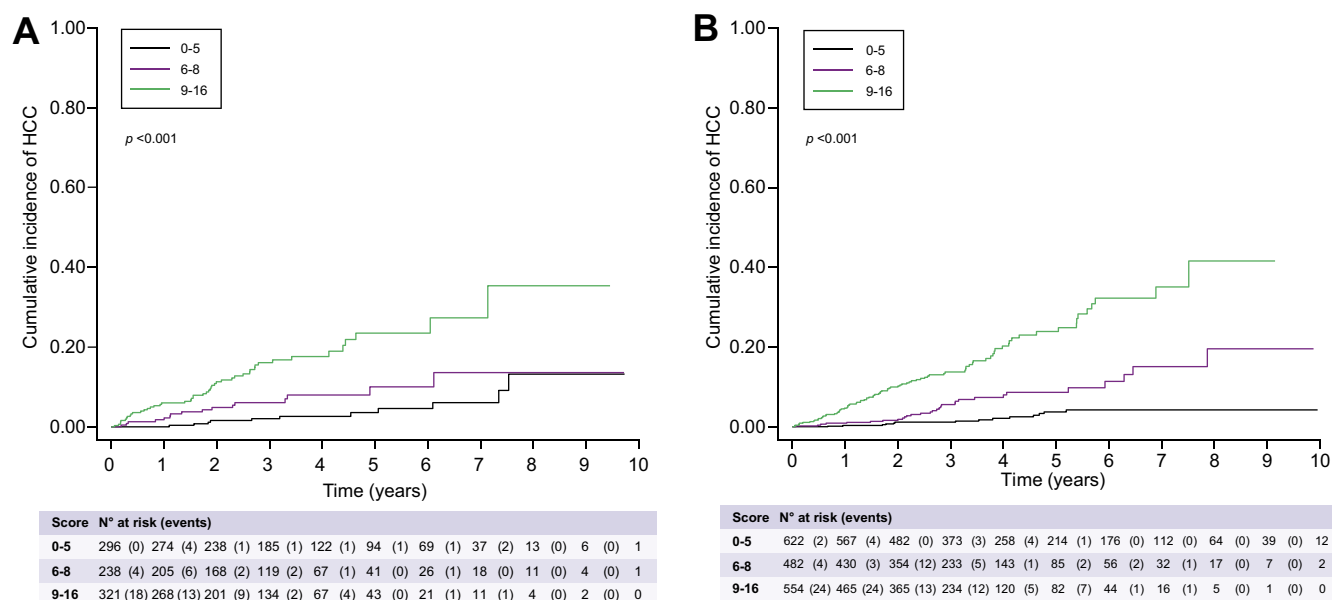 A
Cumulative incidence of HCC
1.00
0.80
0.60
0.40
0.20
0.00
0-5
6-8
9-16
p <0.001
0 1 2 3 4 5 6 7 8 9 10
Time (years)
Score N° at risk (events)
0-5 296 (0) 274 (4) 238 (1) 185 (1) 122 (1) 94 (1) 69 (1) 37 (2) 13 (0) 6 (0) 1
6-8 238 (4) 205 (6) 168 (2) 119 (2) 67 (1) 41 (0) 26 (1) 18 (0) 11 (0) 4 (0) 1
9-16 321 (18) 268 (13) 201 (9) 134 (2) 67 (4) 43 (0) 21 (1) 11 (1) 4 (0) 2 (0) 0
B
Cumulative incidence of HCC
1.00
0.80
0.60
0.40
0.20
0.00
0-5
6-8
9-16
p <0.001
0 1 2 3 4 5 6 7 8 9 10
Time (years)
Score N° at risk (events)
0-5 622 (2) 567 (4) 482 (0) 373 (3) 258 (4) 214 (1) 176 (0) 112 (0) 64 (0) 39 (0) 12
6-8 482 (4) 430 (3) 354 (12) 233 (5) 143 (1) 85 (2) 56 (2) 32 (1) 17 (0) 7 (0) 2
9-16 554 (24) 465 (24) 365 (13) 234 (12) 120 (5) 82 (7) 44 (1) 16 (1) 5 (0) 1 (0) 0